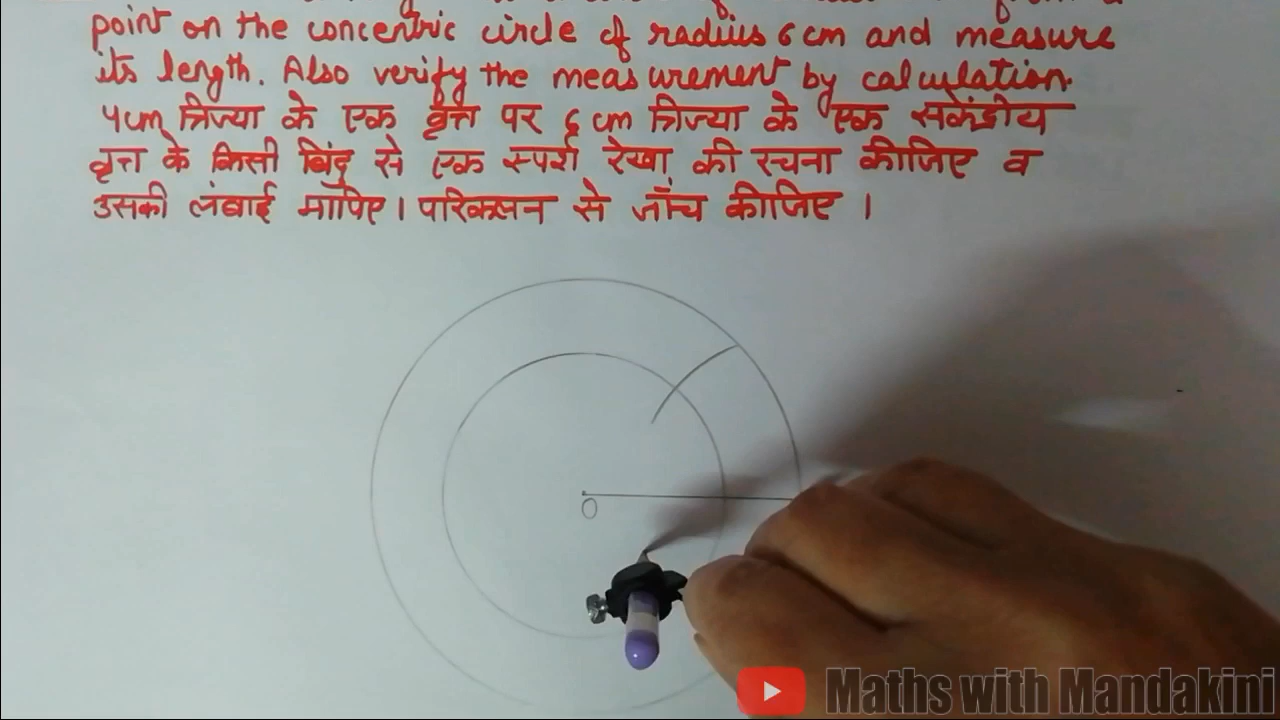 point on the concentric circle of radius 6 cm and measure
its length. Also verify the measurement by calculation.
4cm त्रिज्या के एक वृत्त पर 6 cm त्रिज्या के एक सकेंद्रीय
वृत्त के किसी बिंदु से एक स्पर्श रेखा की रचना कीजिए व
उसकी लंबाई मापिए। परिकलन से जाँच कीजिए ।
O
Maths with Mandakini